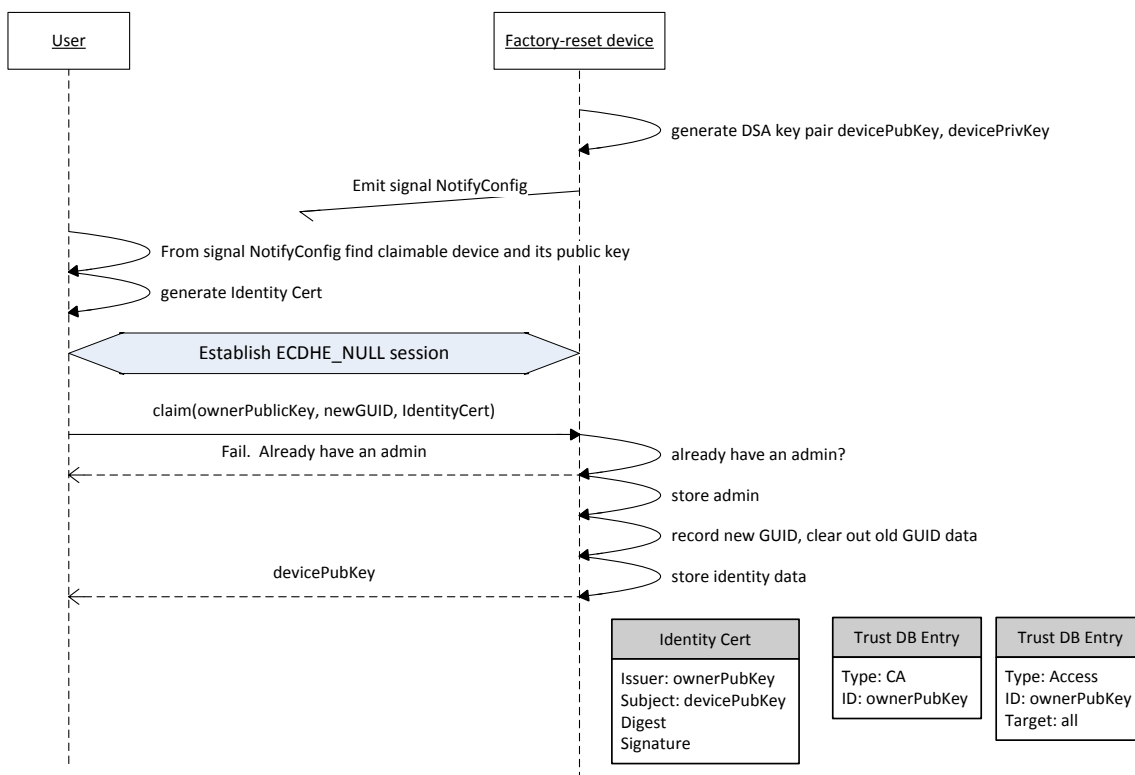 User
Factory-reset device
generate DSA key pair devicePubKey, devicePrivKey
Emit signal NotifyConfig
From signal NotifyConfig find claimable device and its public key
generate Identity Cert
Establish ECDHE_NULL session
claim(ownerPublicKey, newGUID, IdentityCert)
Fail.  Already have an admin
already have an admin?
store admin
record new GUID, clear out old GUID data
devicePubKey
store identity data
Identity Cert
Issuer: ownerPubKey
Subject: devicePubKey
Digest
Signature
Trust DB Entry
Type: CA
ID: ownerPubKey
Trust DB Entry
Type: Access
ID: ownerPubKey
Target: all